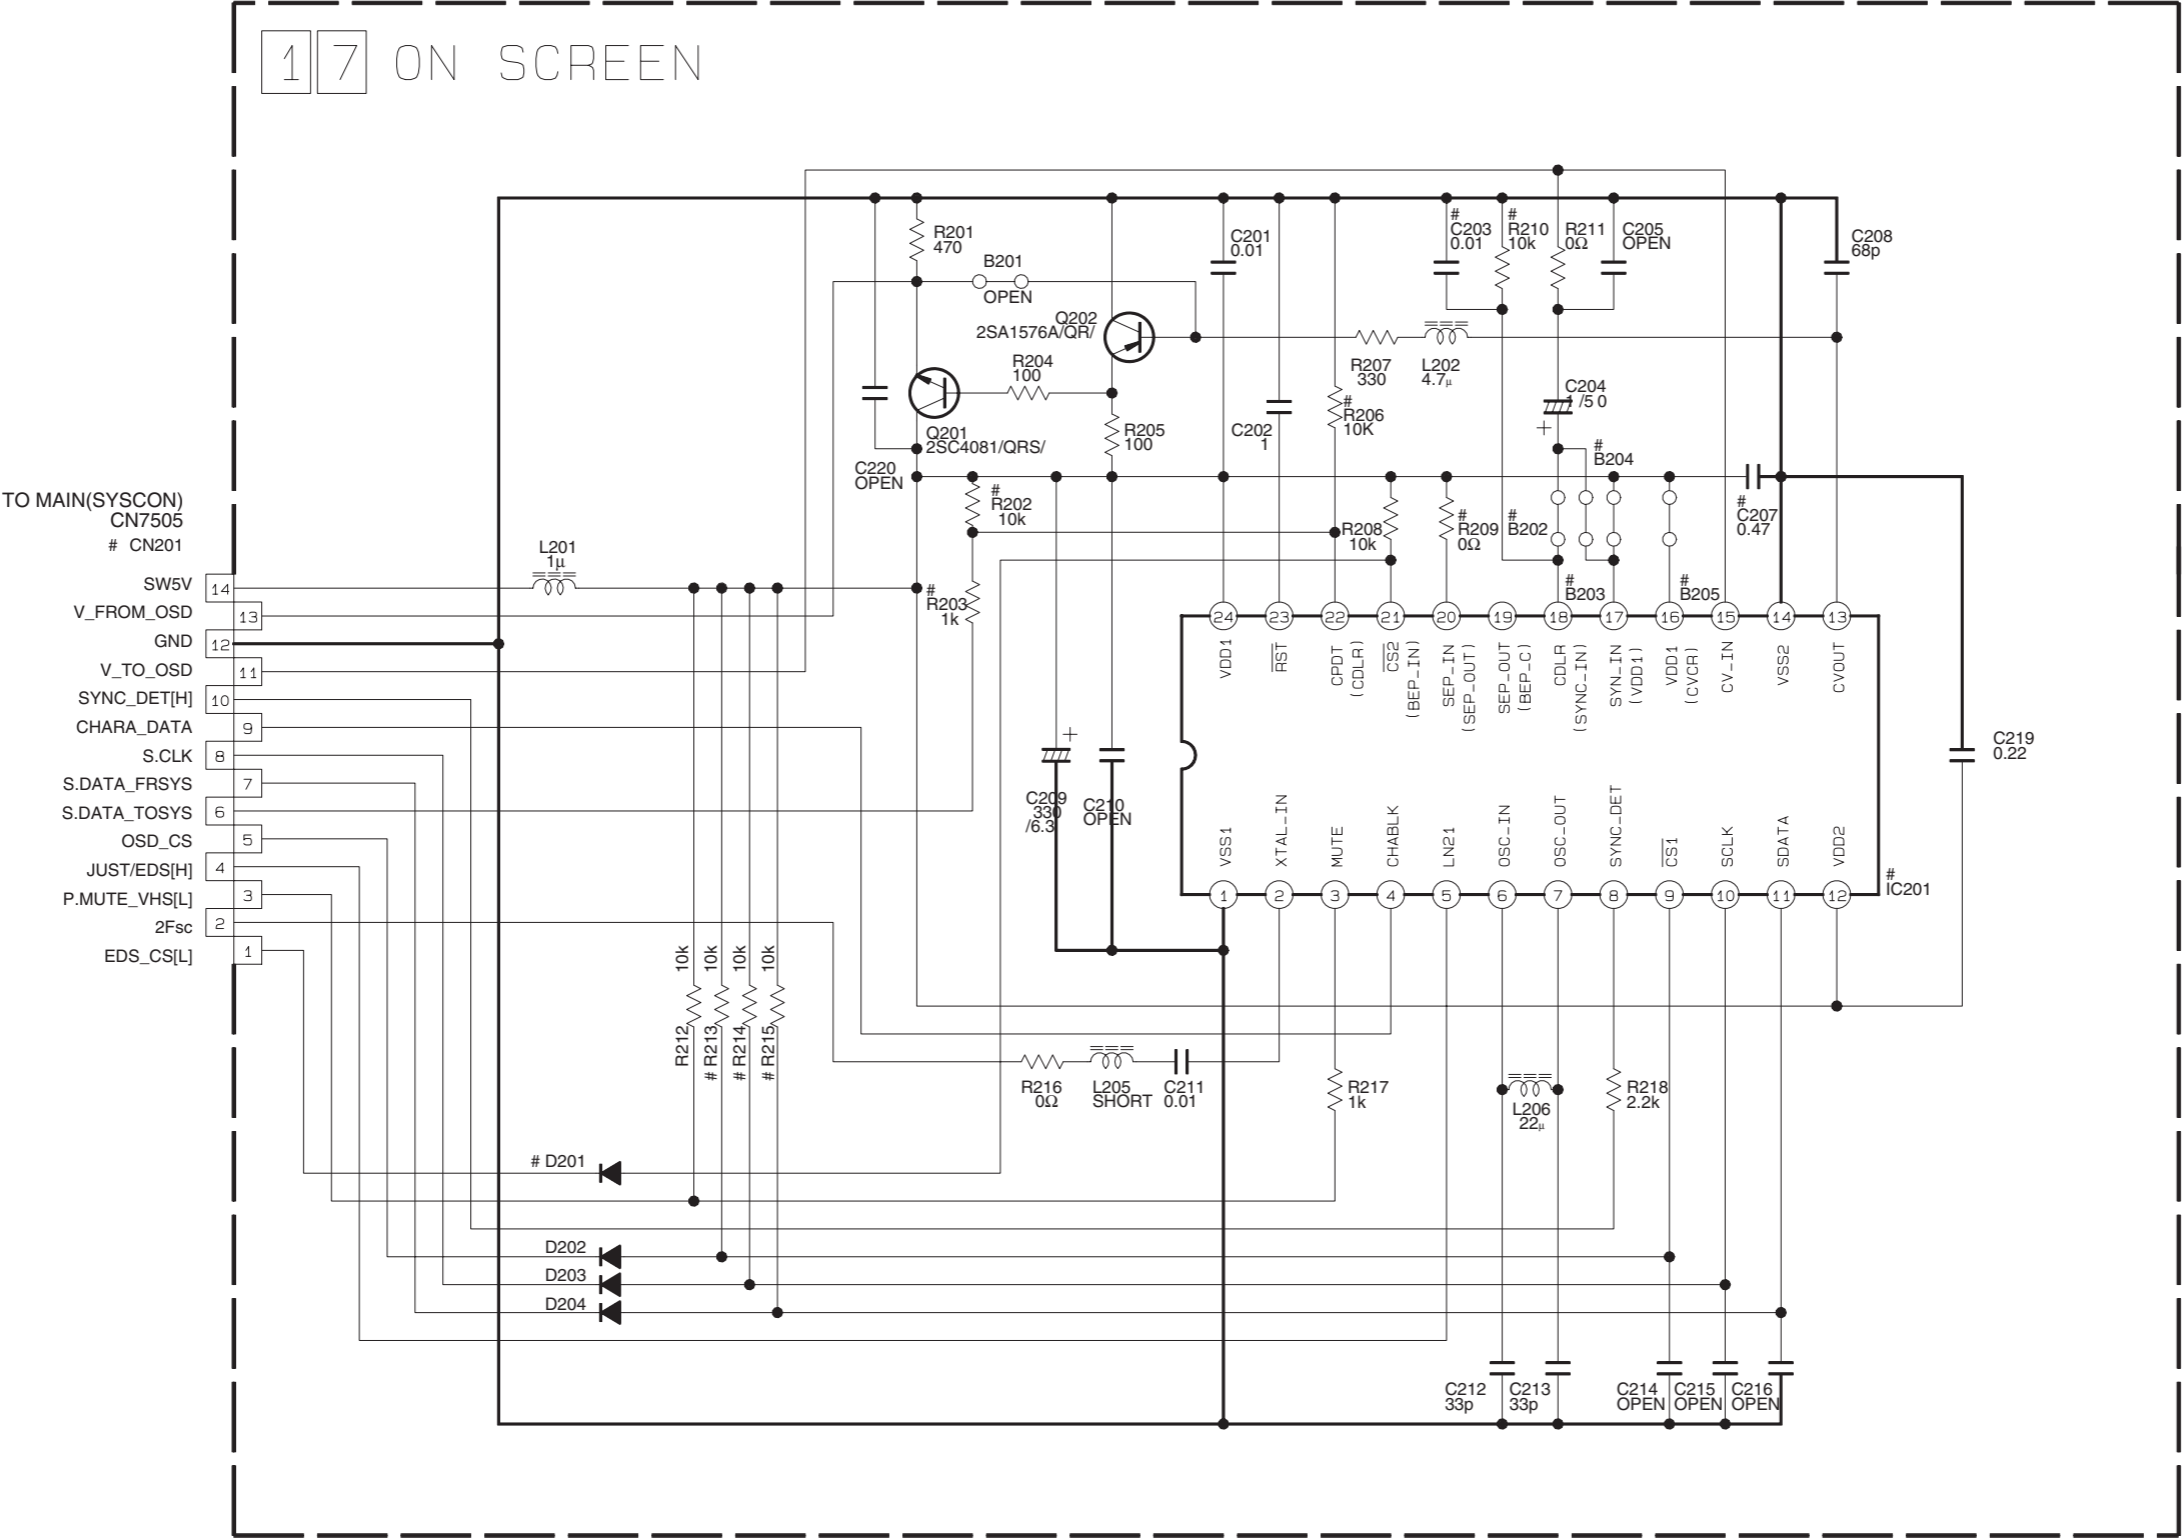 17 ON SCREEN
R201
470
B201
OPEN
Q202
2SA1576A/QR/
R204
100
Q201
2SC4081/QRS/
C220
OPEN
R205
100
C201
0.01
C202
1
#
R206
10K
R207
330
L202
4.7μ
#
C203
0.01
#
R210
10k
R211
0Ω
C205
OPEN
C208
68p
C204
1/50
+
#
B204
#
R202
10k
R208
10k
#
R209
0Ω
#
B202
#
C207
0.47
#
R203
1k
#
B203
#
B205
TO MAIN(SYSCON)
CN7505
# CN201
L201
1μ
SW5V 14
V_FROM_OSD 13
GND 12
V_TO_OSD 11
SYNC_DET[H] 10
CHARA_DATA 9
S.CLK 8
S.DATA_FRSYS 7
S.DATA_TOSYS 6
OSD_CS 5
JUST/EDS[H] 4
P.MUTE_VHS[L] 3
2Fsc 2
EDS_CS[L] 1
24 23 22 21 20 19 18 17 16 15 14 13
VDD1
RST
CPDT
(CDLR)
CS2
(BEP_IN)
SEP_IN
(SEP_OUT)
SEP_OUT
(BEP_C)
CDLR
(SYNC_IN)
SYN_IN
(VDD1)
VDD1
(CVCR)
CV_IN
VSS2
CVOUT
+
C209
330
/6.3
C210
OPEN
C219
0.22
VSS1
XTAL_IN
MUTE
CHABLK
LN21
OSC_IN
OSC_OUT
SYNC_DET
CS1
SCLK
SDATA
VDD2
1 2 3 4 5 6 7 8 9 10 11 12
#
IC201
R212 10k
# R213 10k
# R214 10k
# R215 10k
R216
0Ω
L205
SHORT
C211
0.01
R217
1k
L206
22μ
R218
2.2k
# D201
D202
D203
D204
C212
33p
C213
33p
C214
OPEN
C215
OPEN
C216
OPEN